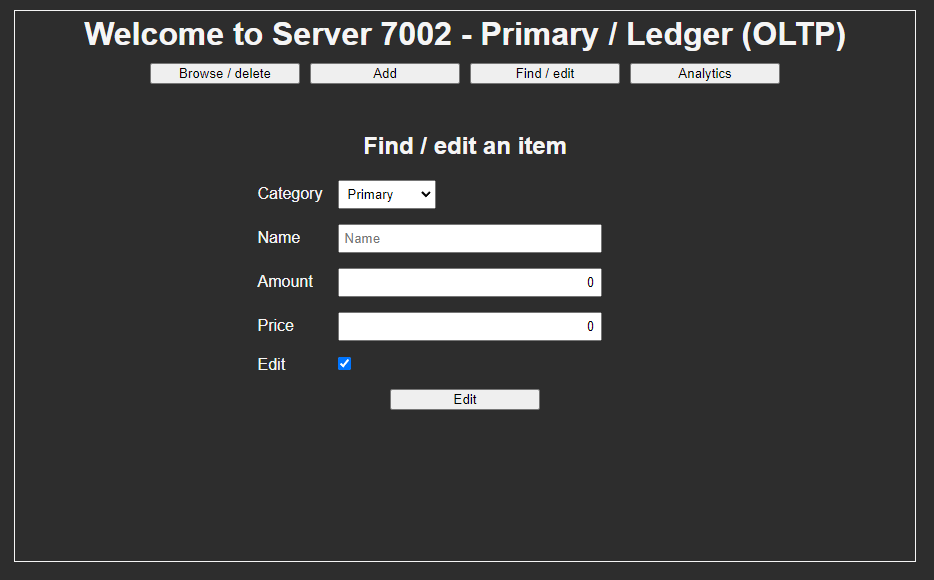 Welcome to Server 7002 - Primary / Ledger (OLTP)
Browse / delete Add Find / edit Analytics
Find / edit an item
Category Primary
Name Name
Amount 0
Price 0
Edit
Edit